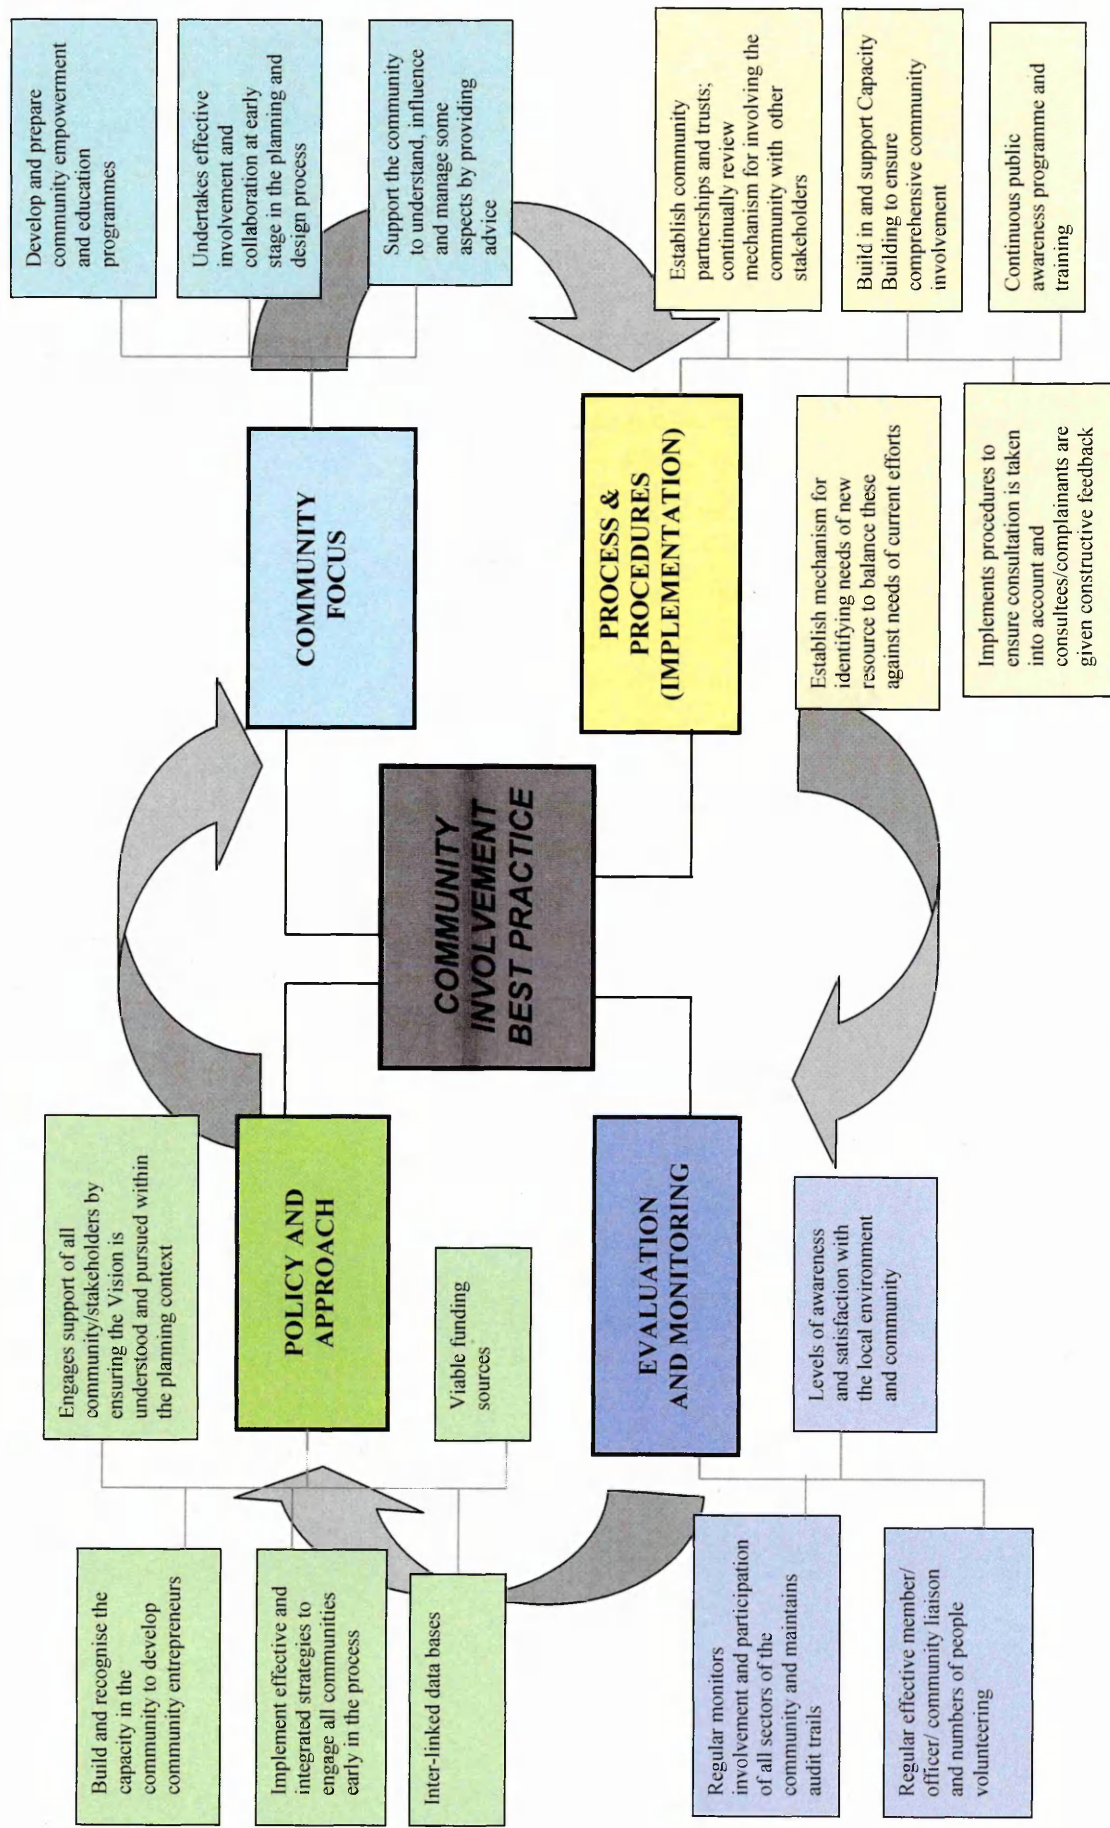 Build and recognise the
capacity in the
community to develop
community entrepreneurs
Implement effective and
integrated strategies to
engage all communities
early in the process
Inter-linked data bases
Engages support of all
community/stakeholders by
ensuring the Vision is
understood and pursued within
the planning context
Viable funding
sources
POLICY AND
APPROACH
COMMUNITY
FOCUS
Develop and prepare
community empowerment
and education
programmes
Undertakes effective
involvement and
collaboration at early
stage in the planning and
design process
Support the community
to understand, influence
and manage some
aspects by providing
advice
COMMUNITY
INVOLVEMENT
BEST PRACTICE
EVALUATION
AND MONITORING
Regular monitors
involvement and participation
of all sectors of the
community and maintains
audit trails
Regular effective member/
officer/ community liaison
and numbers of people
volunteering
Levels of awareness
and satisfaction with
the local environment
and community
PROCESS &
PROCEDURES
(IMPLEMENTATION)
Establish mechanism for
identifying needs of new
resource to balance these
against needs of current efforts
Implements procedures to
ensure consultation is taken
into account and
consultees/complainants are
given constructive feedback
Establish community
partnerships and trusts;
continually review
mechanism for involving the
community with other
stakeholders
Build in and support Capacity
Building to ensure
comprehensive community
involvement
Continuous public
awareness programme and
training